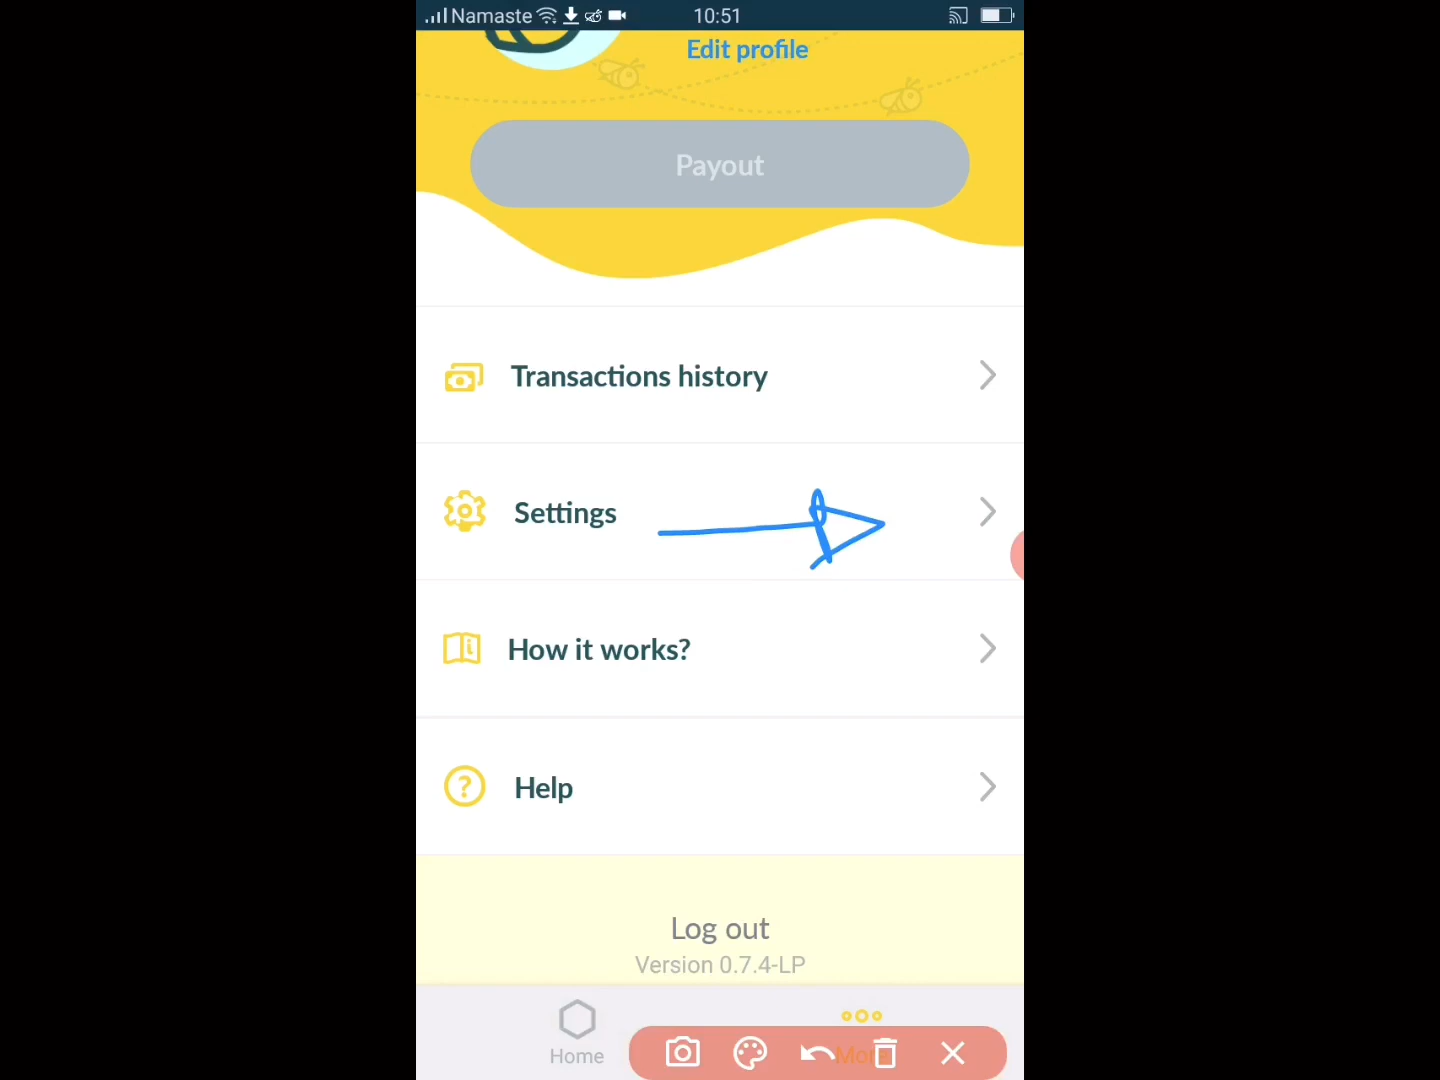 Namaste 10:51
Edit profile
Payout
Transactions history
Settings
How it works?
Help
Log out
Version 0.7.4-LP
Home
More